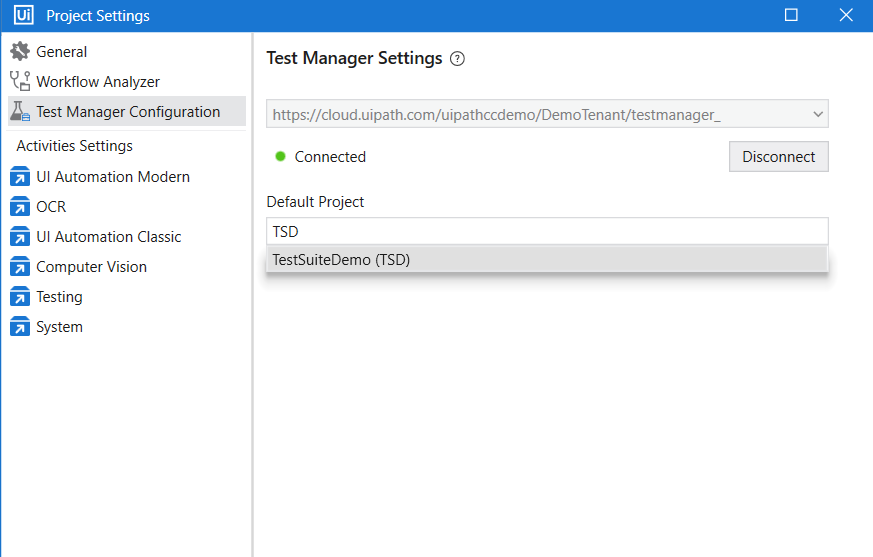 Ui Project Settings
General
Workflow Analyzer
Test Manager Configuration
Activities Settings
UI Automation Modern
OCR
UI Automation Classic
Computer Vision
Testing
System
Test Manager Settings ?
https://cloud.uipath.com/uipathccdemo/DemoTenant/testmanager_
Connected
Disconnect
Default Project
TSD
TestSuiteDemo (TSD)